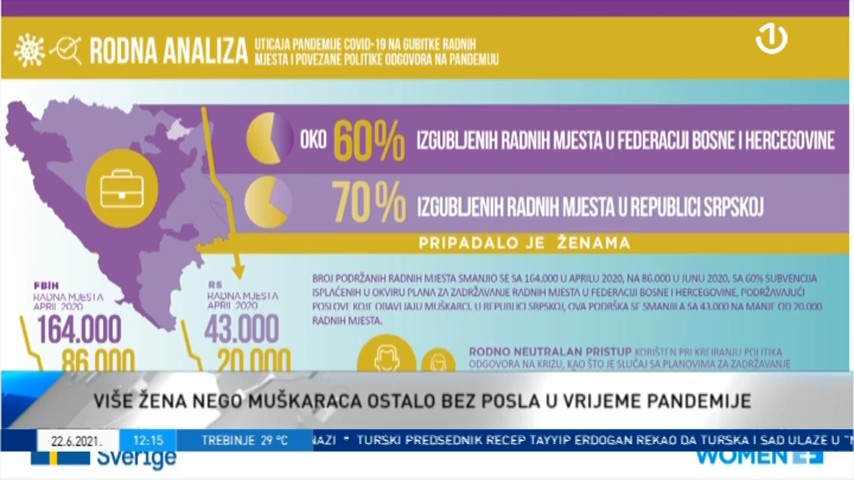 RODNA ANALIZA
UTICAJA PANDEMIJE COVID-19 NA GUBITKE RADNIH
MJESTA I POVEZANE POLITIKE ODGOVORA NA PANDEMIJU
1
OKO 60% IZGUBLJENIH RADNIH MJESTA U FEDERACIJI BOSNE I HERCEGOVINE
70% IZGUBLJENIH RADNIH MJESTA U REPUBLICI SRPSKOJ
PRIPADALO JE ŽENAMA
FBiH
RADNA MJESTA
APRIL 2020
164.000
86.000
RS
RADNA MJESTA
APRIL 2020
43.000
20.000
BROJ PODRŽANIH RADNIH MJESTA SMANJIO SE SA 164.000 U APRILU 2020, NA 86.000 U JUNU 2020, SA 60% SUBVENCIJA
ISPLAĆENIH U OKVIRU PLANA ZA ZADRŽAVANJE RADNIH MJESTA U FEDERACIJI BOSNE I HERCEGOVINE, PODRŽAVAJUĆI
POSLOVE KOJE OBAVLJAJU MUŠKARCI. U REPUBLICI SRPSKOJ, OVA PODRŠKA SE SMANJILA SA 43.000 NA MANJE OD 20.000
RADNIH MJESTA.
RODNO NEUTRALAN PRISTUP KORIŠTEN PRI KREIRANJU POLITIKA
ODGOVORA NA KRIZU, KAO ŠTO JE SLUČAJ SA PLANOVIMA ZA ZADRŽAVANJE
VIŠE ŽENA NEGO MUŠKARACA OSTALO BEZ POSLA U VRIJEME PANDEMIJE
22.6.2021. 12:15 TREBINJE 29 °C NAZI * TURSKI PREDSJEDNIK RECEP TAYYIP ERDOGAN REKAO DA TURSKA I SAD ULAZE U "
Sverige
WOMEN